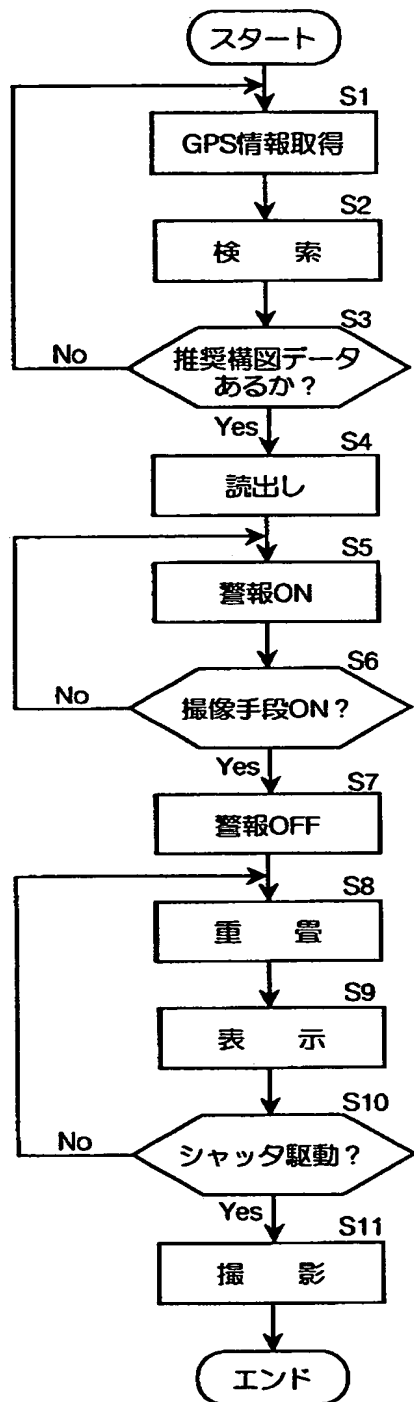 スタート
S1
GPS情報取得
S2
検 索
S3
推奨構図データ
あるか？
No
Yes
S4
読出し
S5
警報ON
S6
撮像手段ON？
No
Yes
S7
警報OFF
S8
重 畳
S9
表 示
S10
シャッタ駆動？
No
Yes
S11
撮 影
エンド